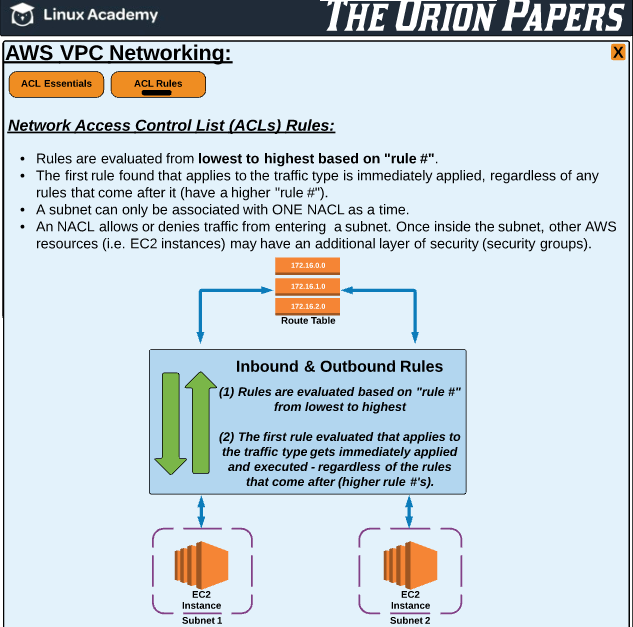 Linux Academy
THE ORION PAPERS
AWS VPC Networking:
X
ACL Essentials
ACL Rules
Network Access Control List (ACLs) Rules:
• Rules are evaluated from lowest to highest based on "rule #".
• The first rule found that applies to the traffic type is immediately applied, regardless of any
rules that come after it (have a higher "rule #").
• A subnet can only be associated with ONE NACL as a time.
• An NACL allows or denies traffic from entering a subnet. Once inside the subnet, other AWS
resources (i.e. EC2 instances) may have an additional layer of security (security groups).
172.16.0.0
172.16.1.0
172.16.2.0
Route Table
Inbound & Outbound Rules
(1) Rules are evaluated based on "rule #"
from lowest to highest
(2) The first rule evaluated that applies to
the traffic type gets immediately applied
and executed - regardless of the rules
that come after (higher rule #'s).
EC2
Instance
Subnet 1
EC2
Instance
Subnet 2